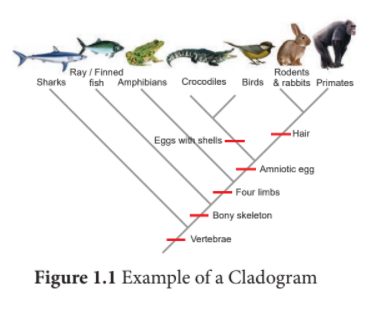 Sharks
Ray / Finned
fish
Amphibians
Crocodiles
Birds
Rodents
& rabbits
Primates
Eggs with shells
Hair
Amniotic egg
Four limbs
Bony skeleton
Vertebrae
Figure 1.1 Example of a Cladogram